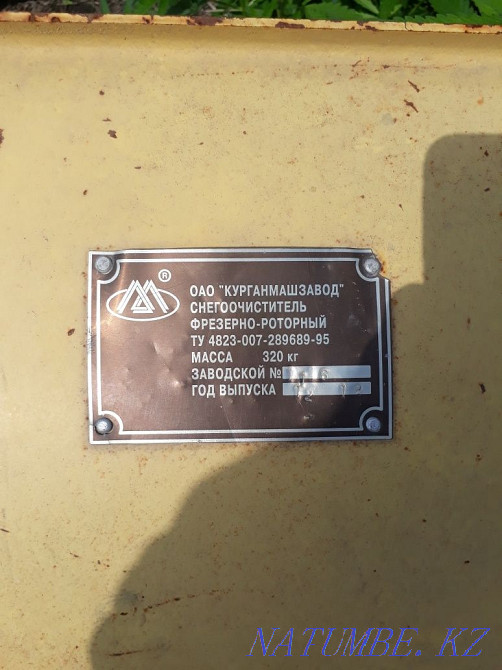 ®
ОАО "КУРГАНМАШЗАВОД"
СНЕГООЧИСТИТЕЛЬ
ФРЕЗЕРНО-РОТОРНЫЙ
ТУ 4823-007-289689-95
МАССА 320 кг
ЗАВОДСКОЙ №
ГОД ВЫПУСКА
NATUMBE.KZ